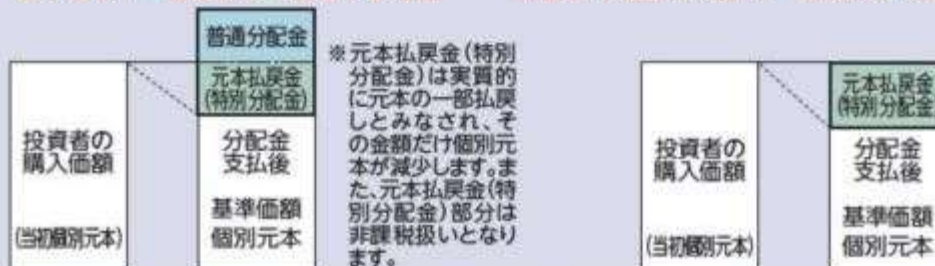 普通分配金
元本払戻金
(特別分配金)
投資者の
購入価額
(当初個別元本)
分配金
支払後
基準価額
個別元本
※元本払戻金(特別
分配金)は実質的
に元本の一部払戻
しとみなされ、そ
の金額だけ個別元
本が減少します。ま
た、元本払戻金(特
別分配金)部分は
非課税扱いとなり
ます。
投資者の
購入価額
(当初個別元本)
元本払戻金
(特別分配金
分配金
支払後
基準価額
個別元本